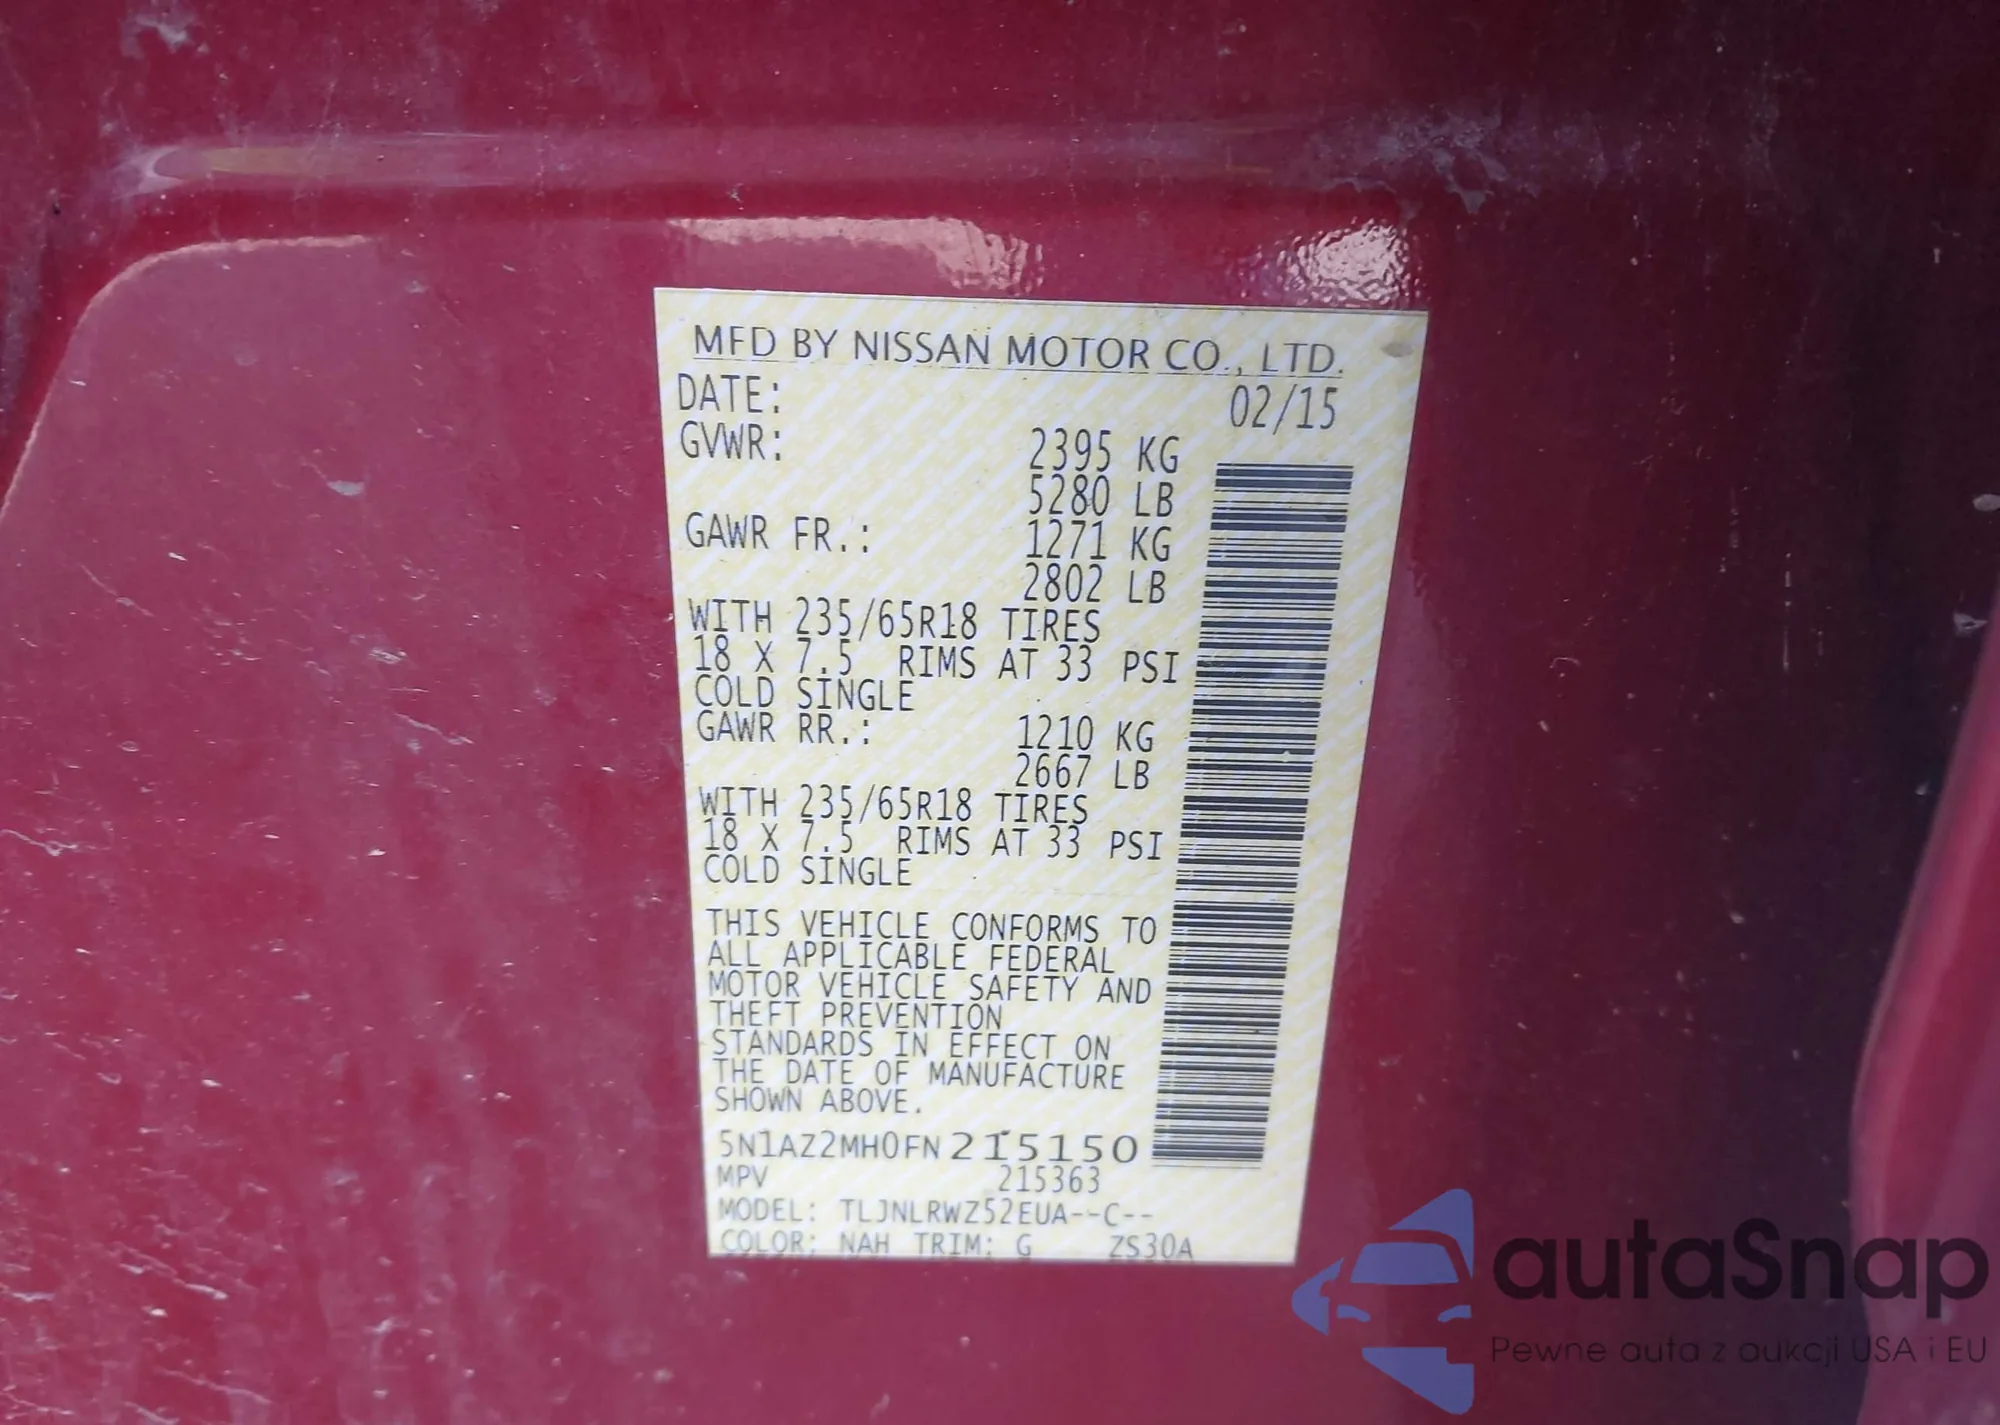 MFD BY NISSAN MOTOR CO., LTD.
DATE: 02/15
GVWR: 2395 KG
5280 LB
GAWR FR.: 1271 KG
2802 LB
WITH 235/65R18 TIRES
18 X 7.5 RIMS AT 33 PSI
COLD SINGLE
GAWR RR.: 1210 KG
2667 LB
WITH 235/65R18 TIRES
18 X 7.5 RIMS AT 33 PSI
COLD SINGLE
THIS VEHICLE CONFORMS TO
ALL APPLICABLE FEDERAL
MOTOR VEHICLE SAFETY AND
THEFT PREVENTION
STANDARDS IN EFFECT ON
THE DATE OF MANUFACTURE
SHOWN ABOVE.
5N1AZ2MH0FN215150
MPV 215363
MODEL: TLJNLRWZ52EUA--C--
COLOR: NAH TRIM: G ZS30A
autaSnap
Pewne auta z aukcji USA i EU